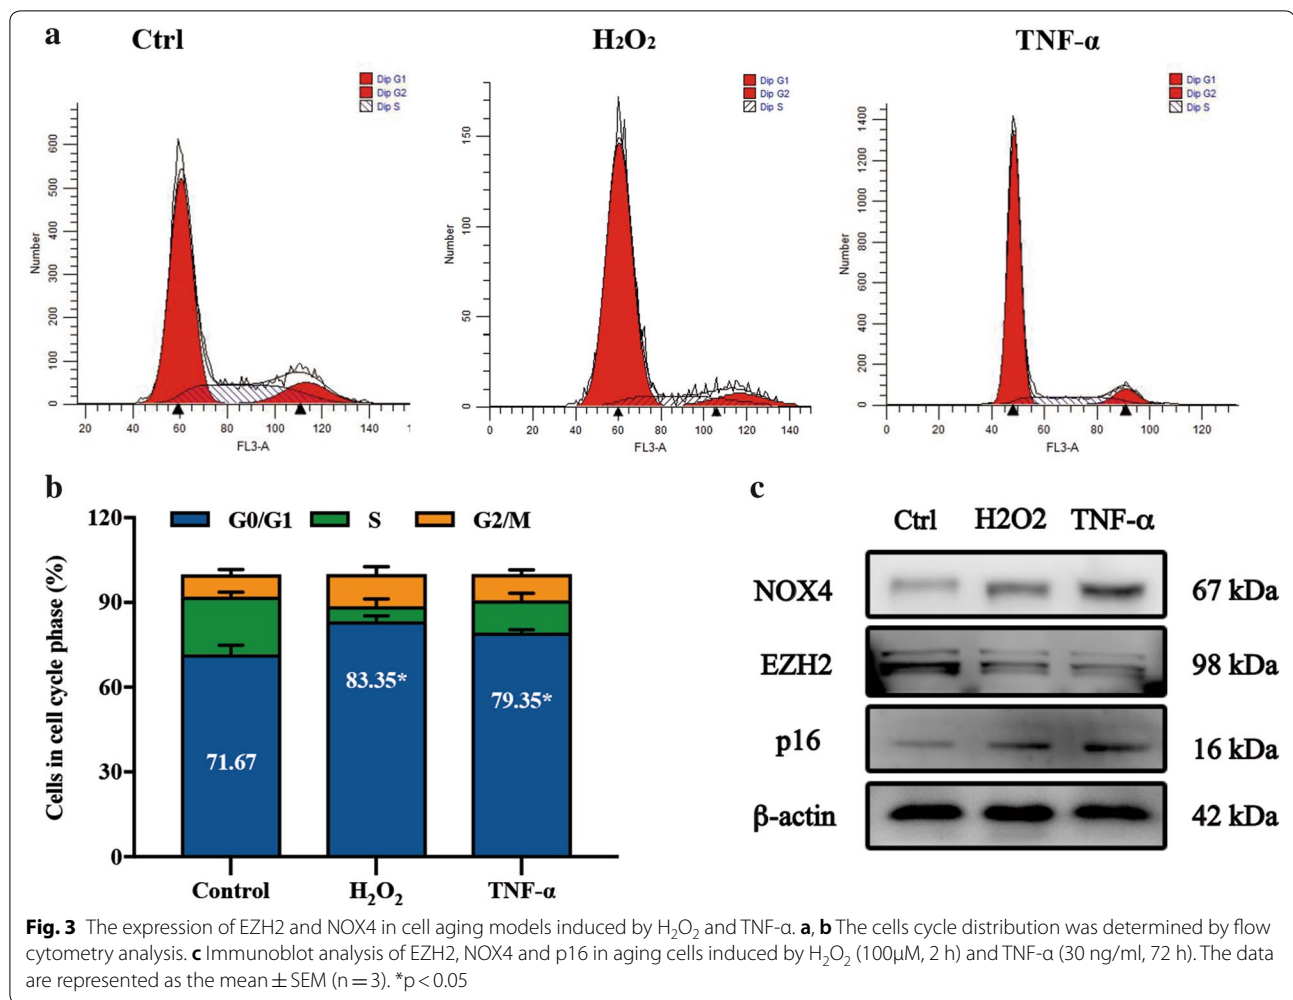 a
Ctrl
H2O2
TNF-α
Dip G1
Dip G2
Dip S
Number
600
500
400
300
200
100
0
20 40 60 80 100 120 140 1
FL3-A
Dip G1
Dip G2
Dip S
Number
150
100
50
0
0 20 40 60 80 100 120 140
FL3-A
Dip G1
Dip G2
Dip S
Number
1400
1200
1000
800
600
400
200
0
0 20 40 60 80 100 120
FL3-A
b
G0/G1 S G2/M
Cells in cell cycle phase (%)
120
90
60
30
0
71.67
83.35*
79.35*
Control H₂O₂ TNF-α
c
Ctrl H2O2 TNF-α
NOX4 67 kDa
EZH2 98 kDa
p16 16 kDa
β-actin 42 kDa
Fig. 3 The expression of EZH2 and NOX4 in cell aging models induced by H₂O₂ and TNF-α. a, b The cells cycle distribution was determined by flow
cytometry analysis. c Immunoblot analysis of EZH2, NOX4 and p16 in aging cells induced by H₂O₂ (100μM, 2 h) and TNF-α (30 ng/ml, 72 h). The data
are represented as the mean ± SEM (n = 3). *p < 0.05